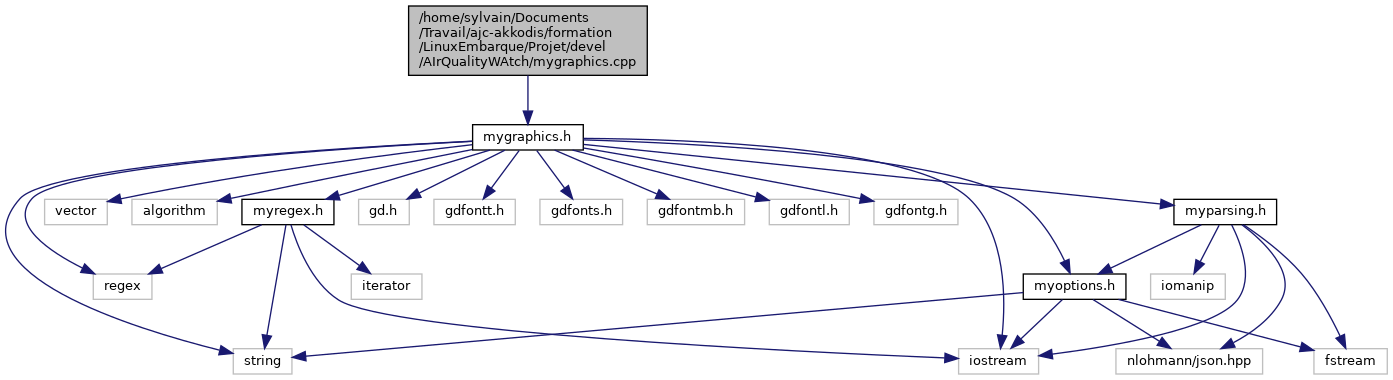 /home/sylvain/Documents
/Travail/ajc-akkodis/formation
/LinuxEmbarque/Projet/devel
/AIrQualityWAtch/mygraphics.cpp
mygraphics.h
vector
algorithm
myregex.h
gd.h
gdfontt.h
gdfonts.h
gdfontmb.h
gdfontl.h
gdfontg.h
myparsing.h
regex
iterator
myoptions.h
iomanip
string
iostream
nlohmann/json.hpp
fstream